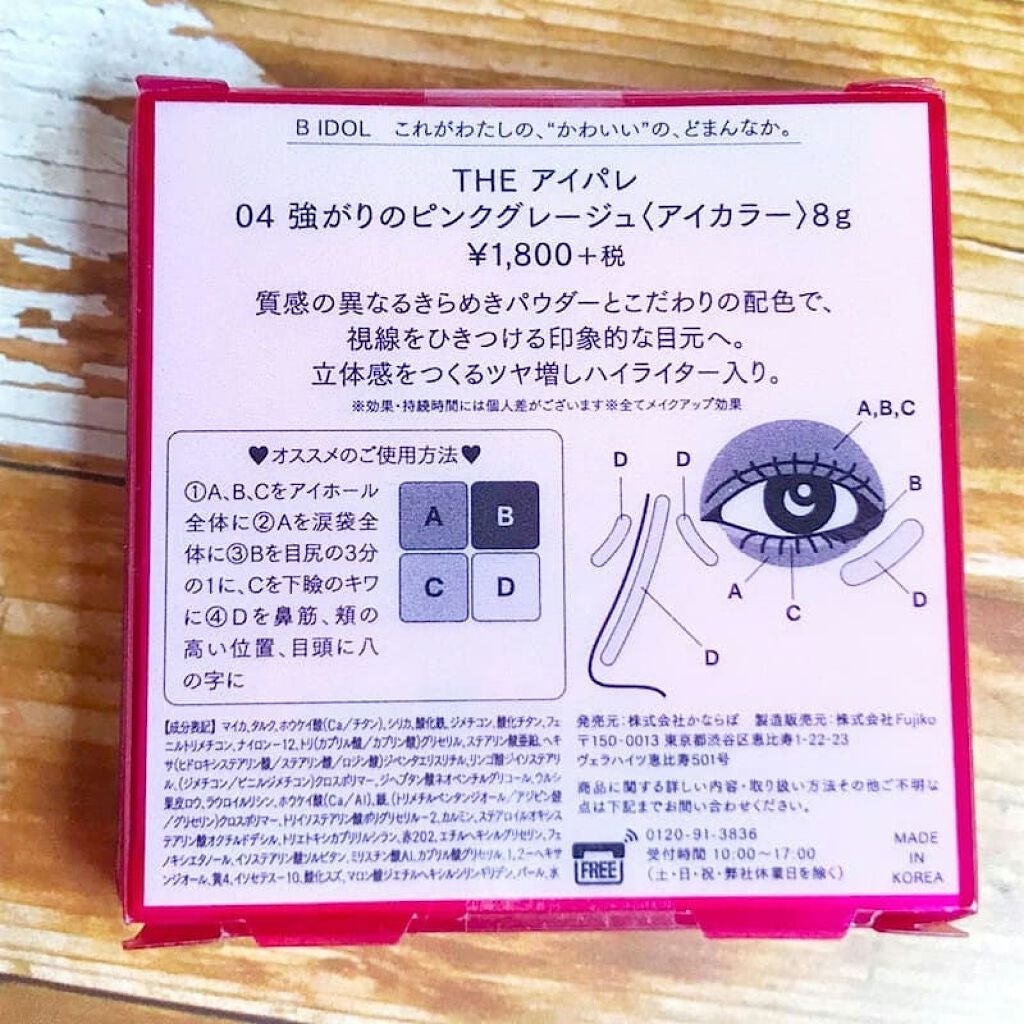 B IDOL これがわたしの、“かわいい”の、どまんなか。
THE アイパレ
04 強がりのピンクグレージュ〈アイカラー〉8g
¥1,800+税
質感の異なるきらめきパウダーとこだわりの配色で、
視線をひきつける印象的な目元へ。
立体感をつくるツヤ増しハイライター入り。
※効果・持続時間には個人差がございます※全てメイクアップ効果
♥オススメのご使用方法♥
①A、B、Cをアイホール
全体に②Aを涙袋全
体に③Bを目尻の3分
の1に、Cを下瞼のキワ
に④Dを鼻筋、頬の
高い位置、目頭に八
の字に
A B
C D
A,B,C
D D
B
A
C
D
D
【成分表記】マイカ、タルク、ホウケイ酸(Ca/チタン)、シリカ、酸化鉄、ジメチコン、酸化チタン、フェ
ニルトリメチコン、ナイロン-12、トリ(カプリル酸/カプリン酸)グリセリル、ステアリン酸亜鉛、ヘキ
サ(ヒドロキシステアリン酸/ステアリン酸/ロジン酸)ジペンタエリスリチル、リンゴ酸ジイソステアリ
ル、(ジメチコン/ビニルジメチコン)クロスポリマー、ジヘプタン酸ネオペンチルグリコール、ウルシ
果皮ロウ、ラウロイルリシン、ホウケイ酸(Ca/Al)、銀、(トリメチルペンタンジオール/アジピン酸
/グリセリン)クロスポリマー、トリイソステアリン酸ポリグリセリル-2、カルミン、ステアロイルオキシス
テアリン酸オクチルドデシル、トリエトキシカプリリルシラン、赤202、エチルヘキシルグリセリン、フェ
ノキシエタノール、イソステアリン酸ソルビタン、ミリスチン酸Al、カプリル酸グリセリル、1,2-ヘキサ
ンジオール、黄4、イソセテス-10、酸化スズ、マロン酸ジエチルヘキシルシリンギリデン、パール、水
発売元:株式会社かならぼ 製造販売元:株式会社Fujiko
〒150-0013 東京都渋谷区恵比寿1-22-23
ヴェラハイツ恵比寿501号
商品に関する詳しい内容・取り扱い方法その他ご不明な
点は下記までお問い合わせください。
FREE
0120-91-3836
受付時間 10:00～17:00
(土・日・祝・弊社休業日を除く)
MADE
IN
KOREA